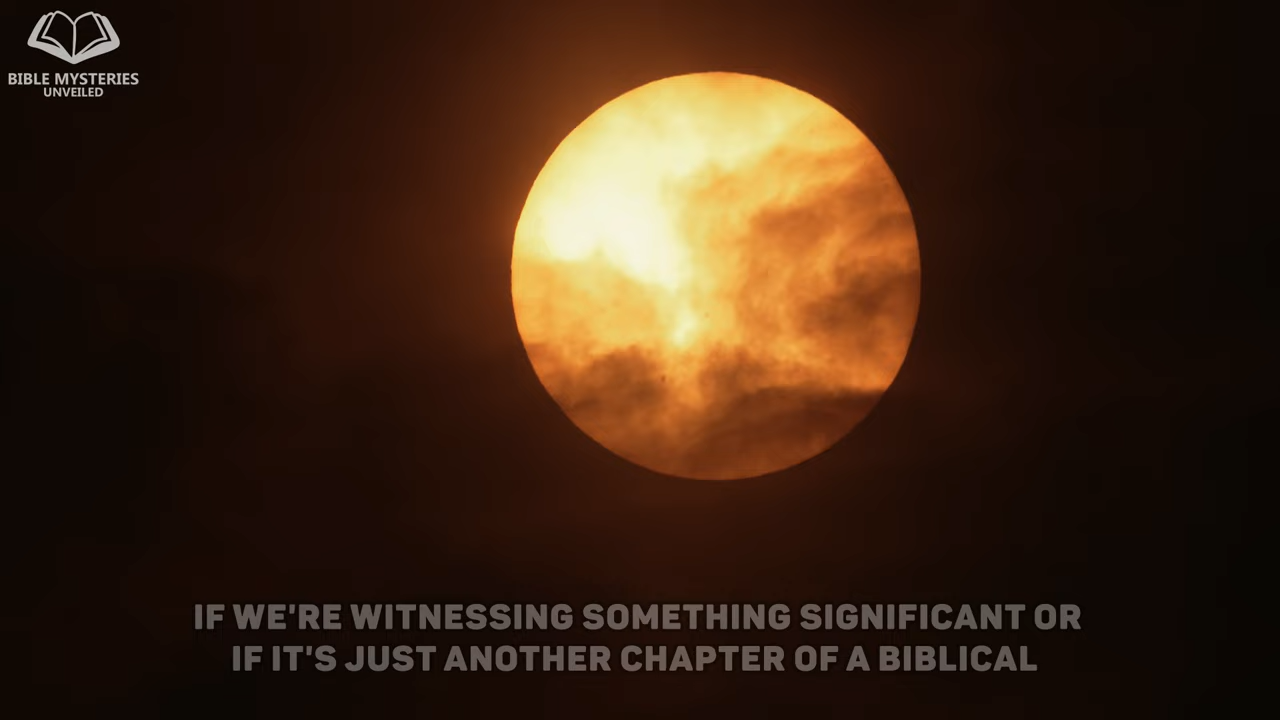 BIBLE MYSTERIES
UNVEILED
IF WE'RE WITNESSING SOMETHING SIGNIFICANT OR
IF IT'S JUST ANOTHER CHAPTER OF A BIBLICAL